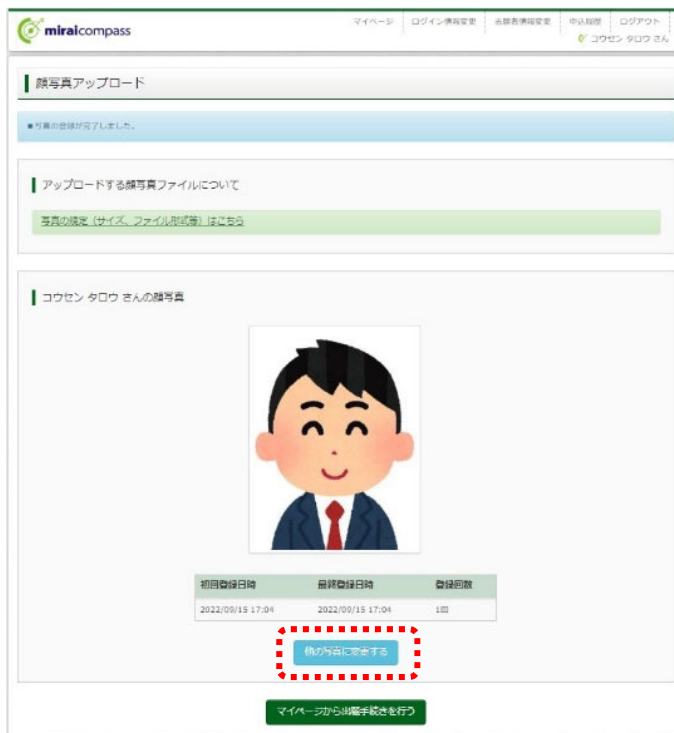 miraicompass
マイページ ログイン情報変更 志願者情報変更 申込履歴 ログアウト
コウセン タロウ さん
顔写真アップロード
■写真の登録が完了しました。
アップロードする顔写真ファイルについて
写真の規定（サイズ、ファイル形式等）はこちら
コウセン タロウ さんの顔写真
初回登録日時 最終登録日時 登録回数
2022/09/15 17:04 2022/09/15 17:04 1回
他の写真に変更する
マイページから出願手続きを行う